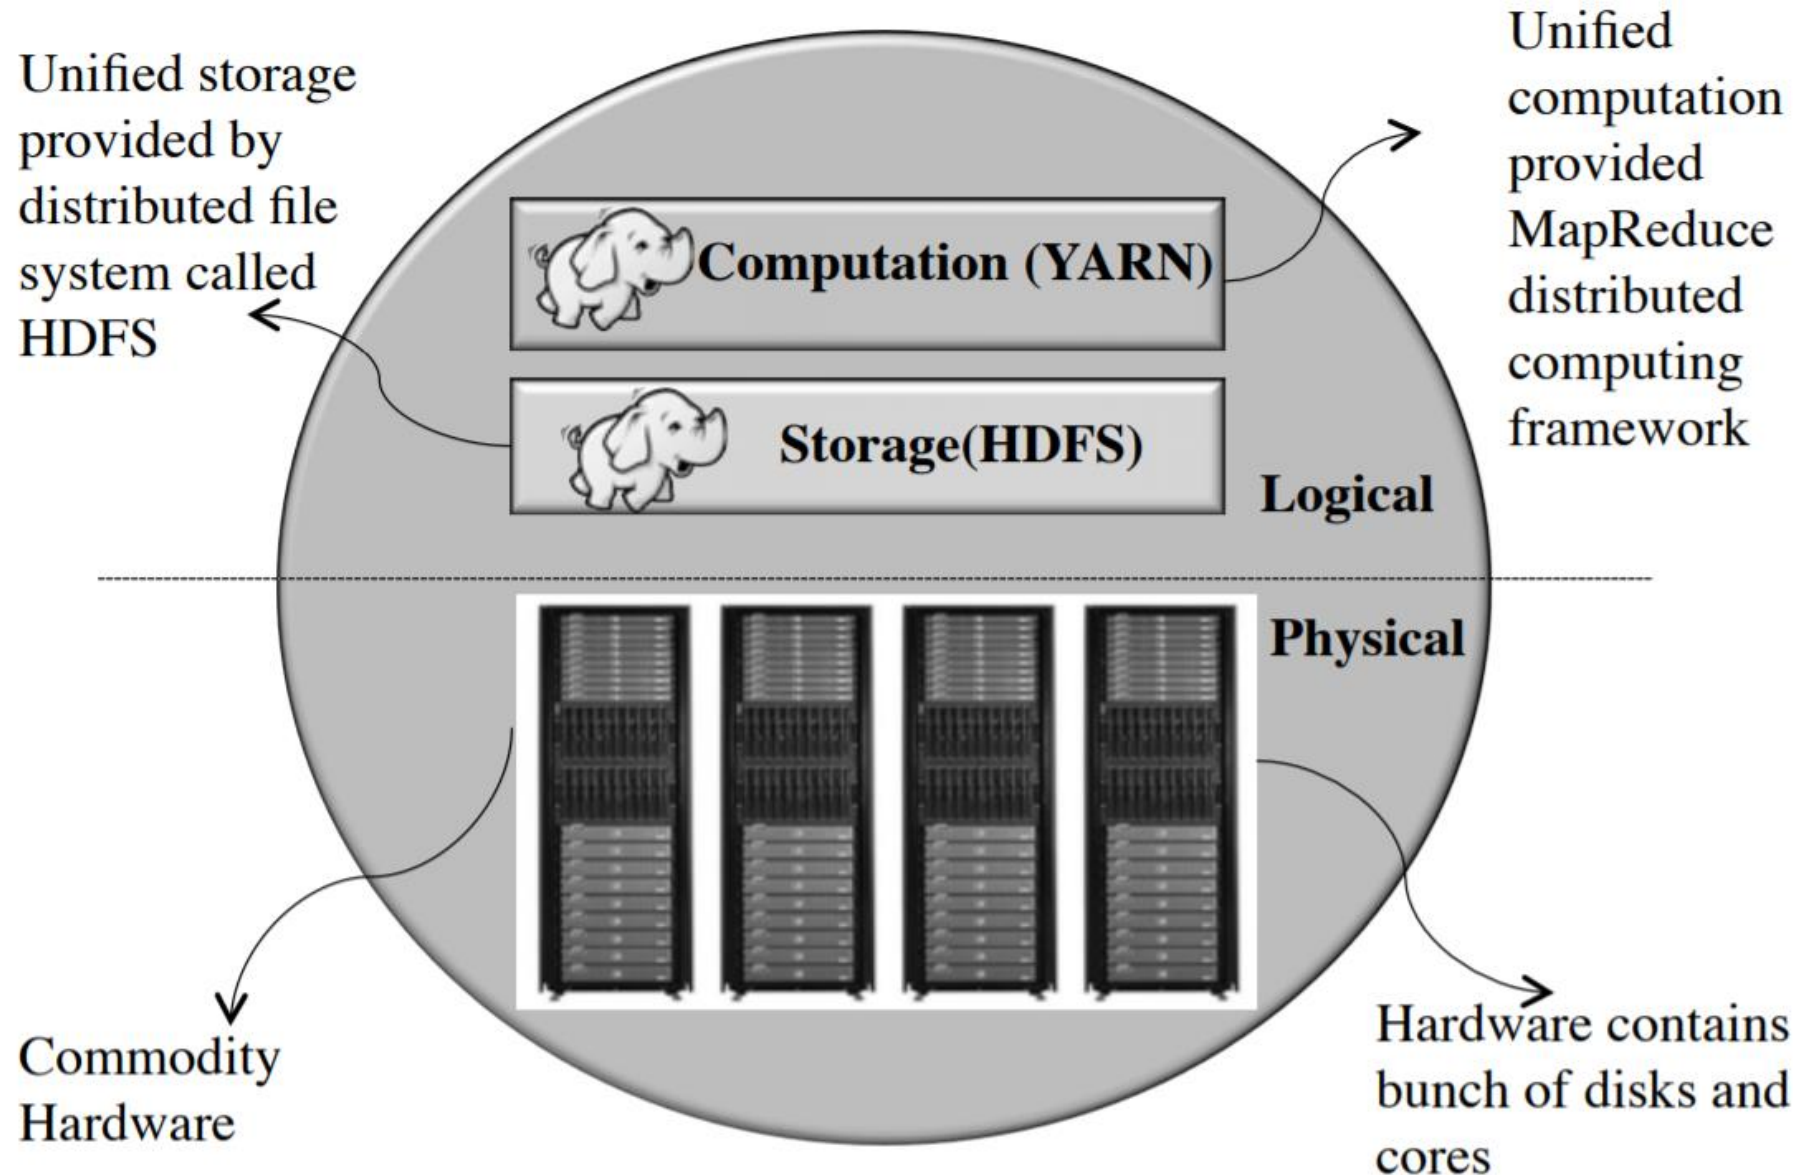 Unified storage
provided by
distributed file
system called
HDFS
Unified
computation
provided
MapReduce
distributed
computing
framework
Computation (YARN)
Storage(HDFS)
Logical
Physical
Commodity
Hardware
Hardware contains
bunch of disks and
cores